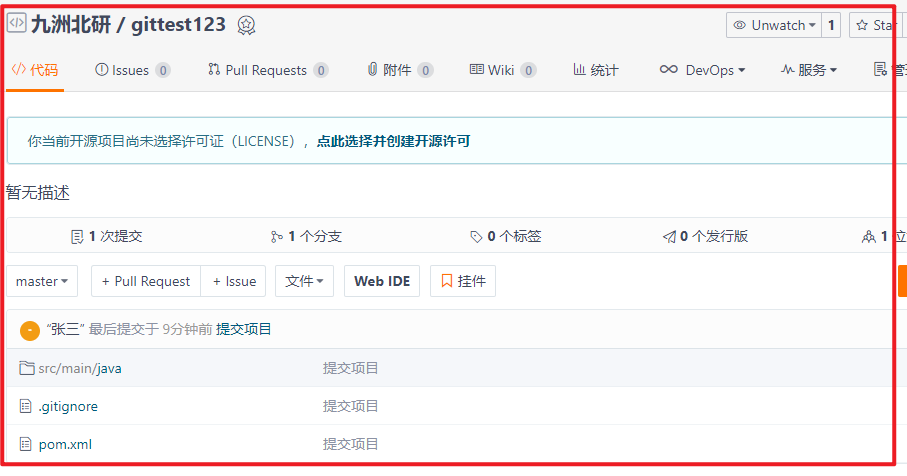 九洲北研 / gittest123 Unwatch 1 Star
代码 Issues 0 Pull Requests 0 附件 0 Wiki 0 统计 DevOps 服务
你当前开源项目尚未选择许可证（LICENSE），点此选择并创建开源许可
暂无描述
1 次提交 1 个分支 0 个标签 0 个发行版 1
master + Pull Request + Issue 文件 Web IDE 挂件
- “张三” 最后提交于 9分钟前 提交项目
src/main/java 提交项目
.gitignore 提交项目
pom.xml 提交项目